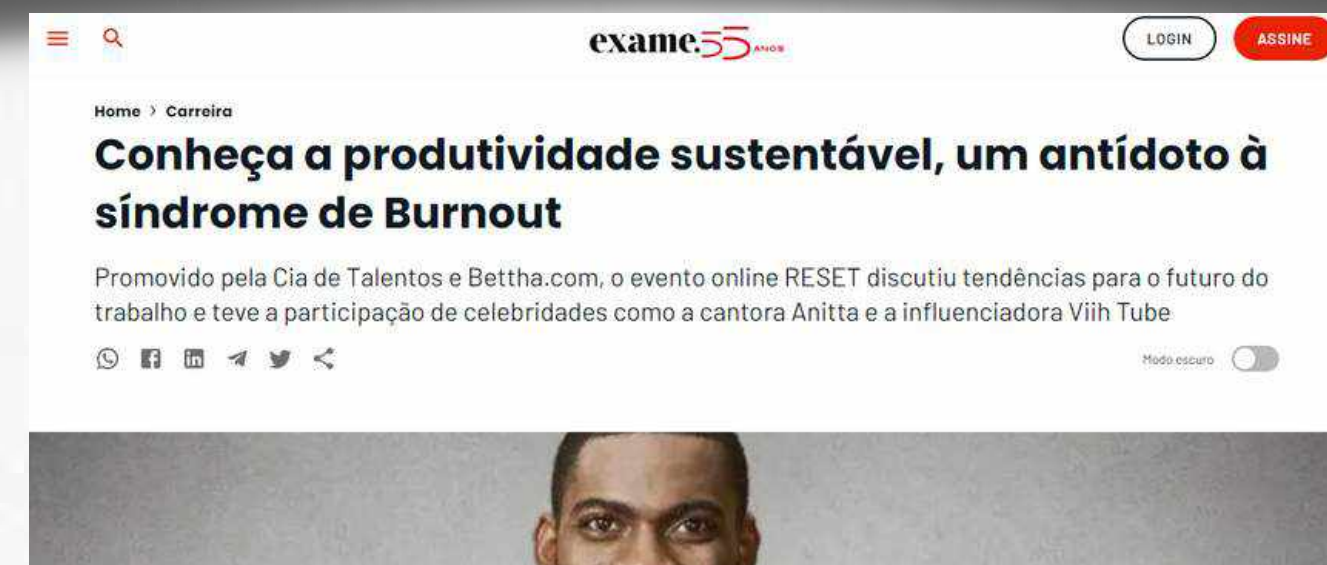 exame.55 ANOS
LOGIN
ASSINE
Home > Carreira
Conheça a produtividade sustentável, um antídoto à
síndrome de Burnout
Promovido pela Cia de Talentos e Bettha.com, o evento online RESET discutiu tendências para o futuro do
trabalho e teve a participação de celebridades como a cantora Anitta e a influenciadora Viih Tube
Modo escuro